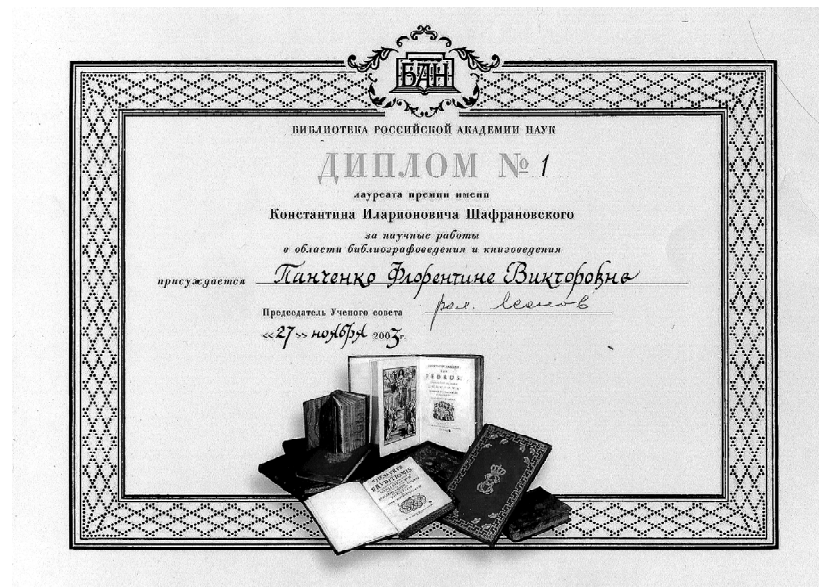 БАН
БИБЛИОТЕКА РОССИЙСКОЙ АКАДЕМИИ НАУК
ДИПЛОМ № 1
лауреата премии имени
Константина Иларионовича Шафрановского
за научные работы
в области библиографоведения и книговедения
присуждается Панченко Флорентине Викторовне
Председатель Ученого совета
«27» ноября 2003г.